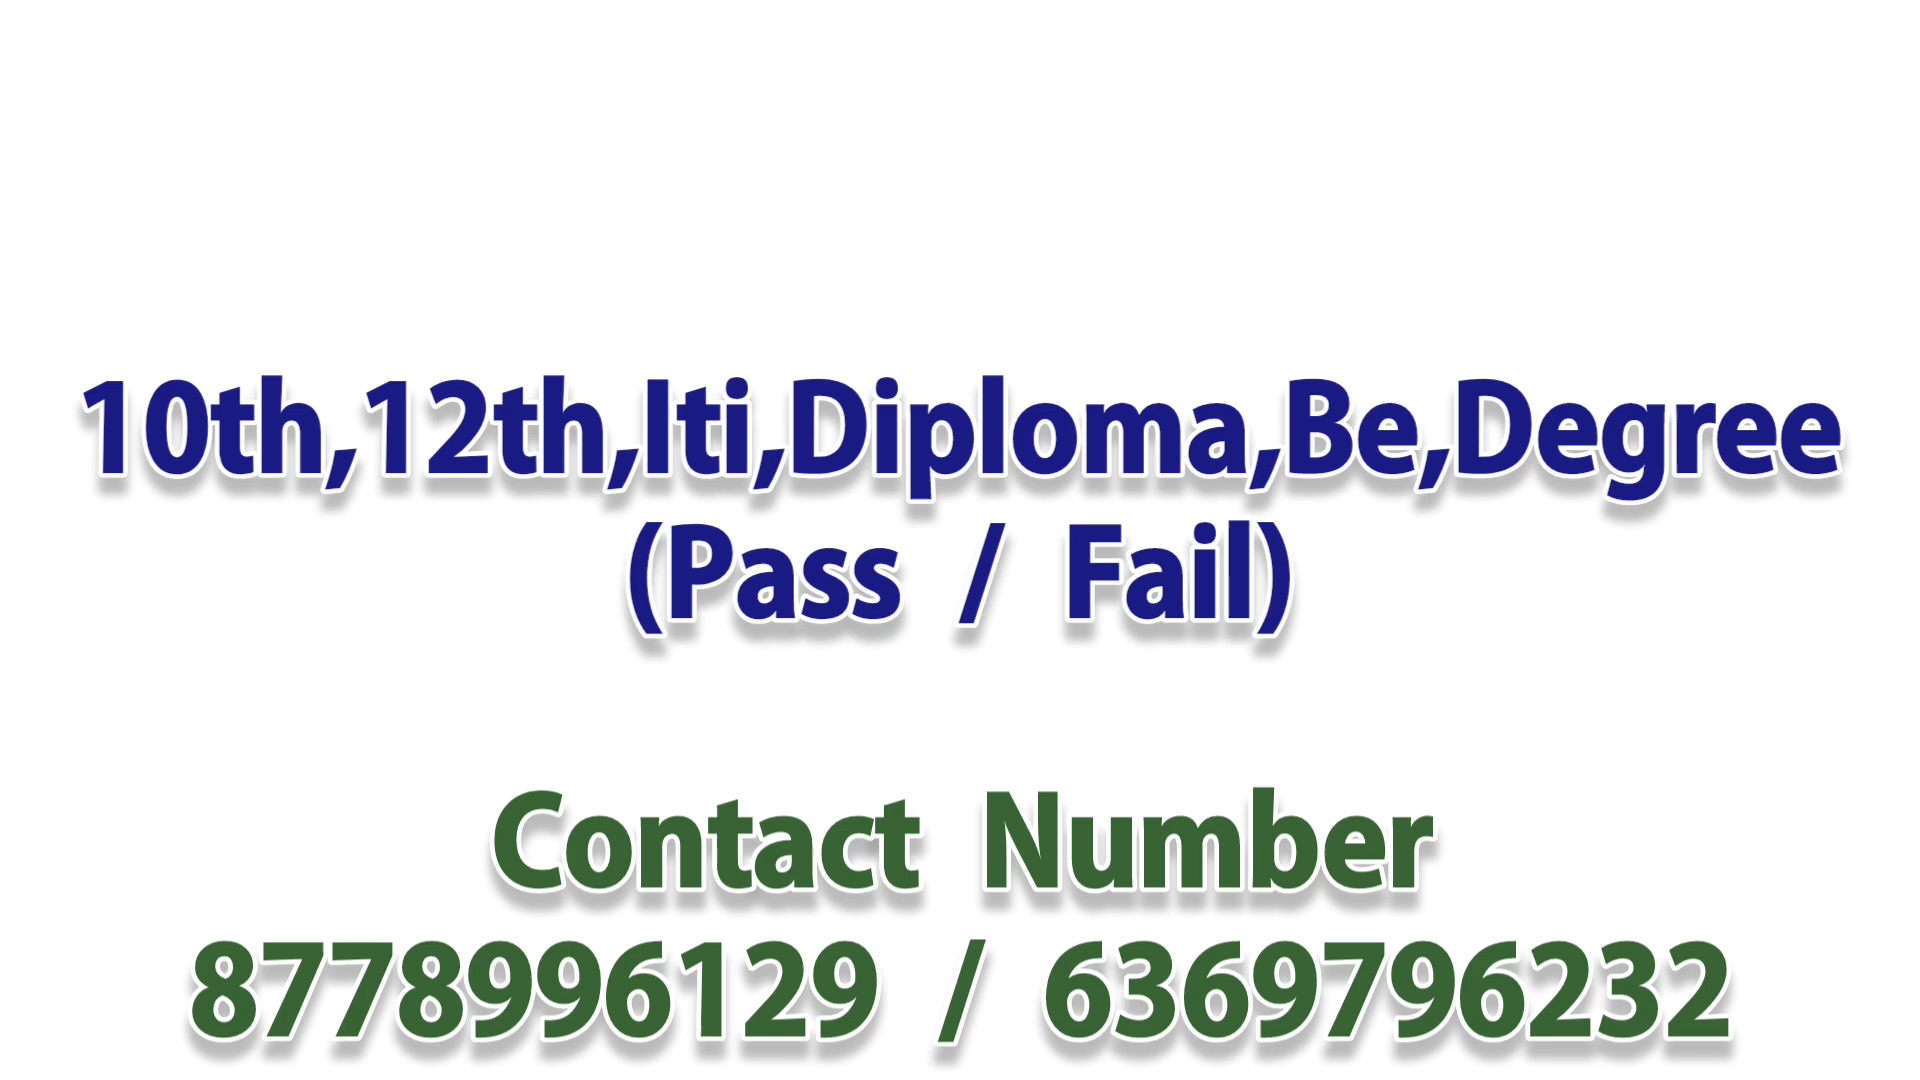 10th,12th,Iti,Diploma,Be,Degree
(Pass / Fail)
Contact Number
8778996129 / 6369796232